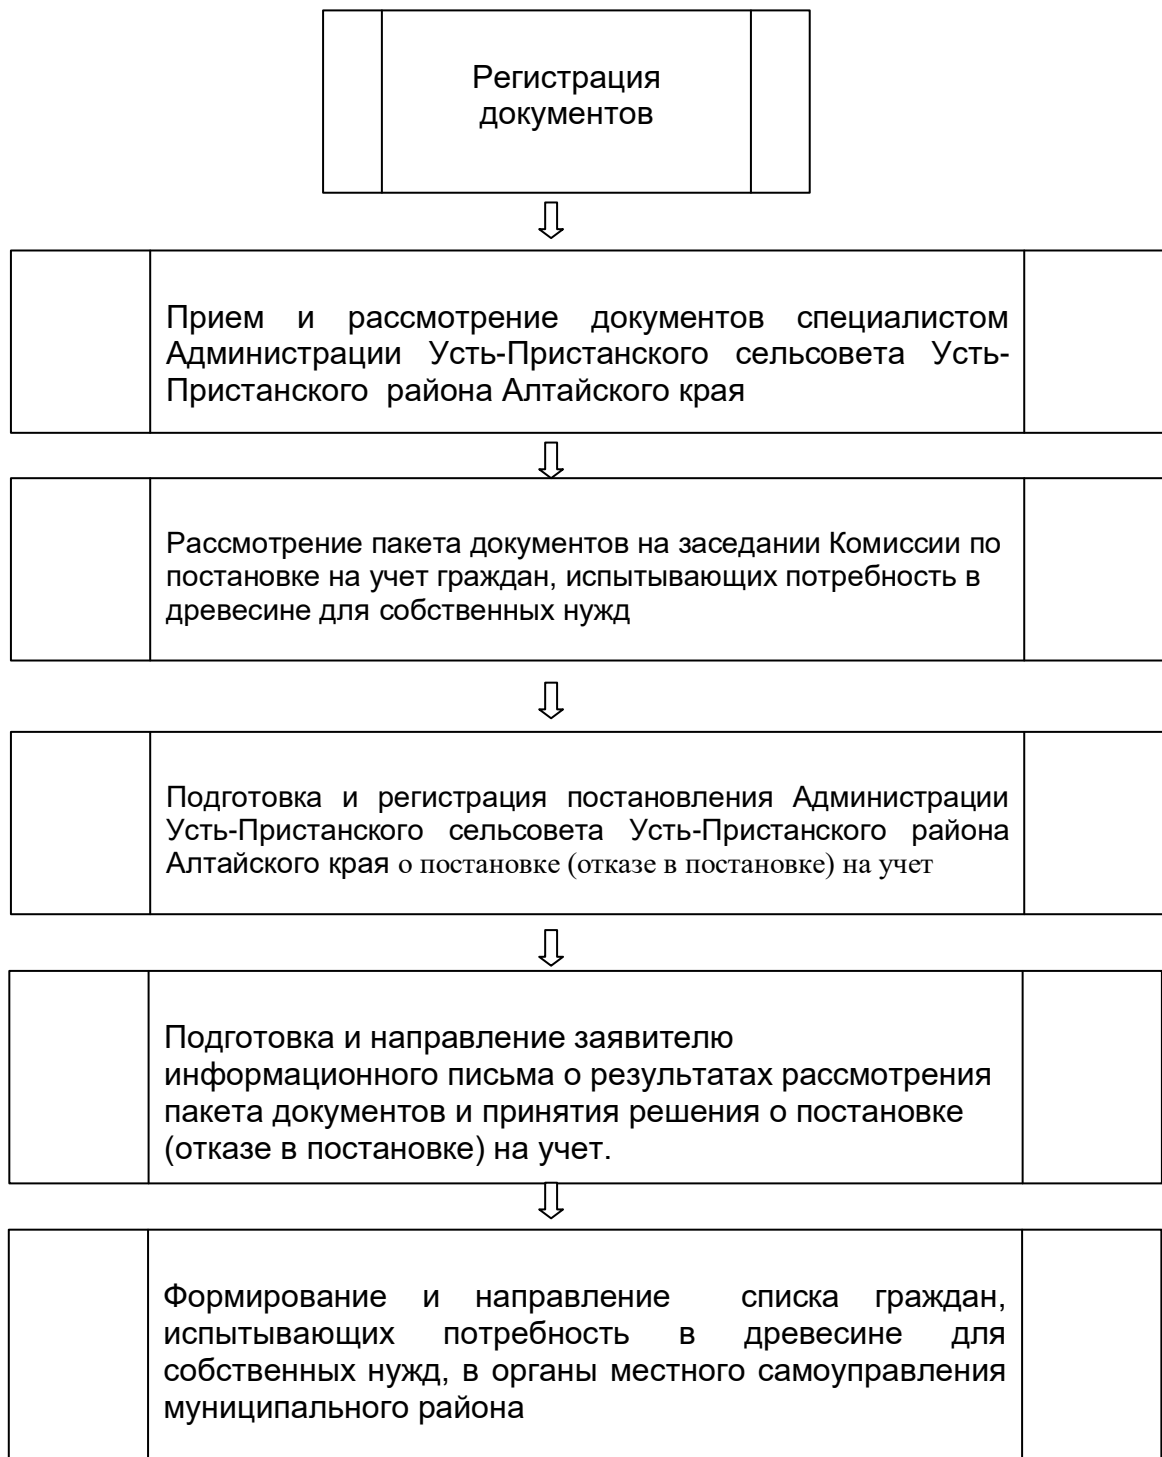 Регистрация
документов
Прием и рассмотрение документов специалистом
Администрации Усть-Пристанского сельсовета Усть-
Пристанского района Алтайского края
Рассмотрение пакета документов на заседании Комиссии по
постановке на учет граждан, испытывающих потребность в
древесине для собственных нужд
Подготовка и регистрация постановления Администрации
Усть-Пристанского сельсовета Усть-Пристанского района
Алтайского края о постановке (отказе в постановке) на учет
Подготовка и направление заявителю
информационного письма о результатах рассмотрения
пакета документов и принятия решения о постановке
(отказе в постановке) на учет.
Формирование и направление списка граждан,
испытывающих потребность в древесине для
собственных нужд, в органы местного самоуправления
муниципального района